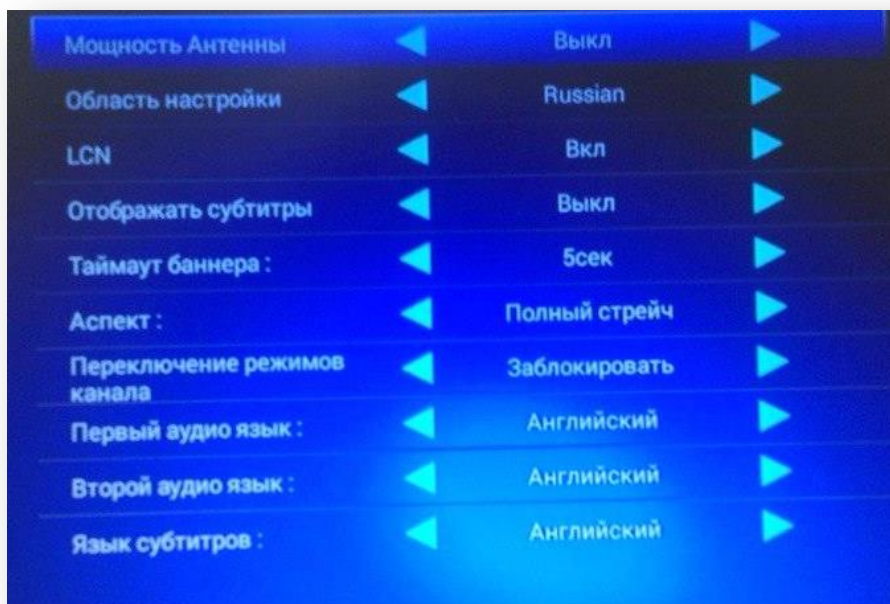 Мощность Антенны Выкл
Область настройки Russian
LCN Вкл
Отображать субтитры Выкл
Таймаут баннера : 5сек
Аспект : Полный стрейч
Переключение режимов канала Заблокировать
Первый аудио язык : Английский
Второй аудио язык : Английский
Язык субтитров : Английский